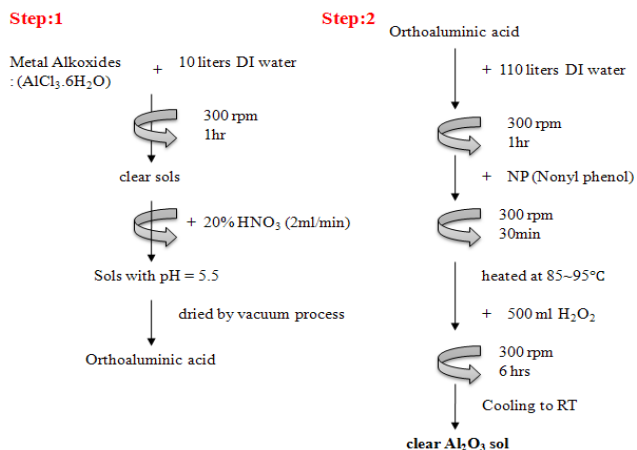 Step:1
Metal Alkoxides + 10 liters DI water
: (AlCl₃.6H₂O)
300 rpm
1hr
clear sols
+ 20% HNO₃ (2ml/min)
Sols with pH = 5.5
dried by vacuum process
Orthoaluminic acid
Step:2
Orthoaluminic acid
+ 110 liters DI water
300 rpm
1hr
+ NP (Nonyl phenol)
300 rpm
30min
heated at 85~95°C
+ 500 ml H₂O₂
300 rpm
6 hrs
Cooling to RT
clear Al₂O₃ sol